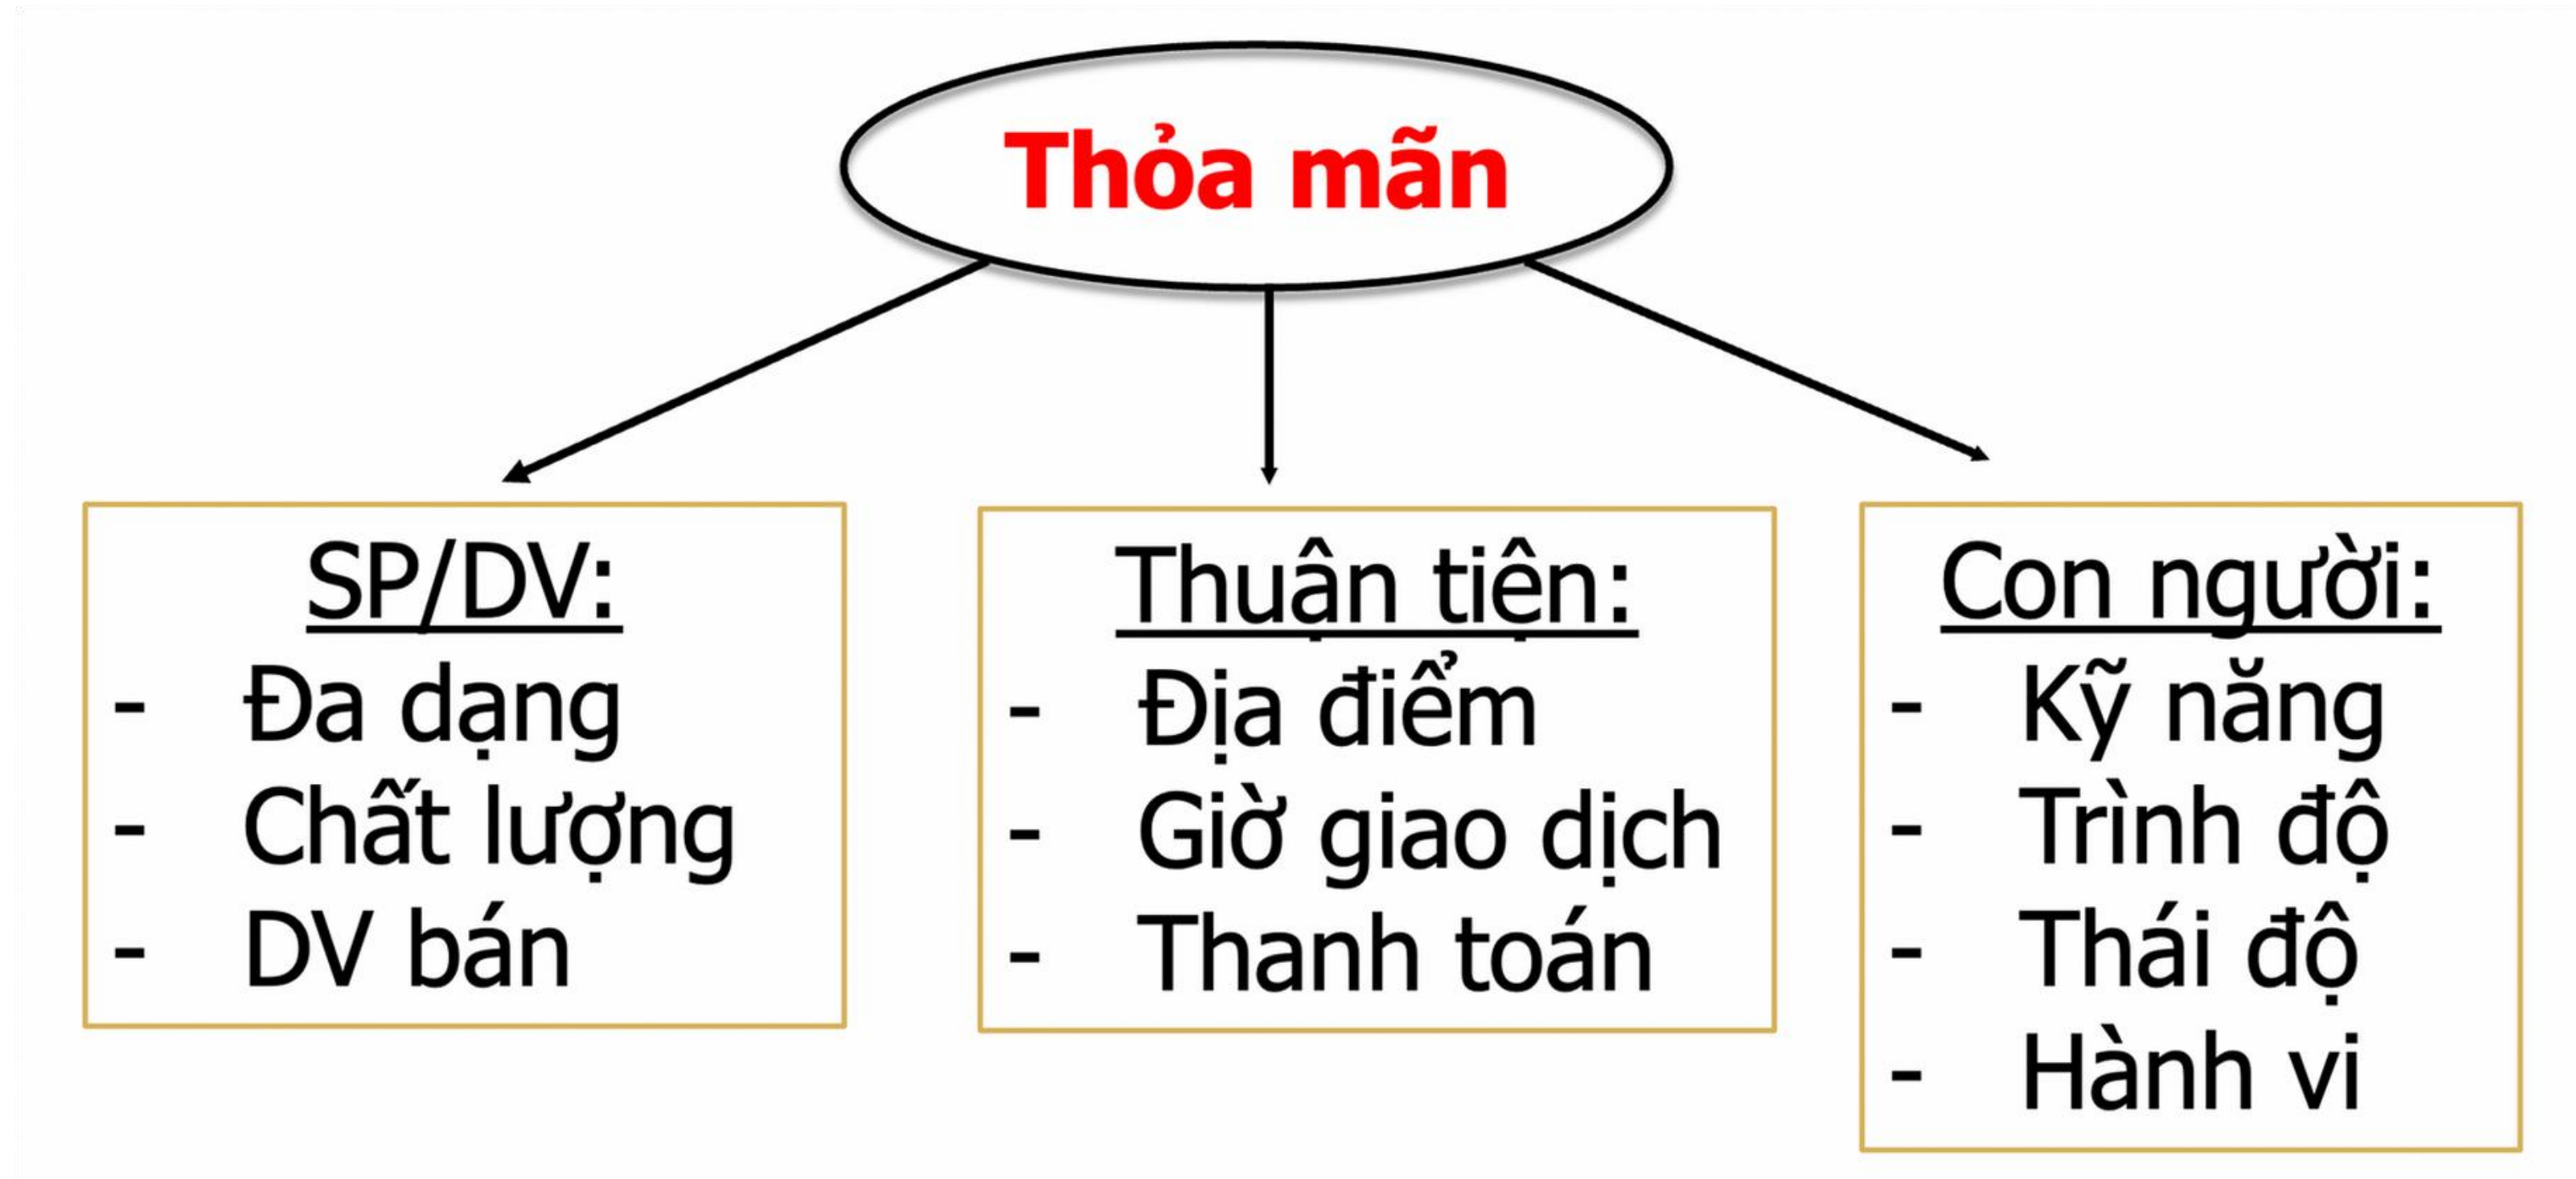 Thỏa mãn
SP/DV:
- Đa dạng
- Chất lượng
- DV bán
Thuận tiện:
- Địa điểm
- Giờ giao dịch
- Thanh toán
Con người:
- Kỹ năng
- Trình độ
- Thái độ
- Hành vi